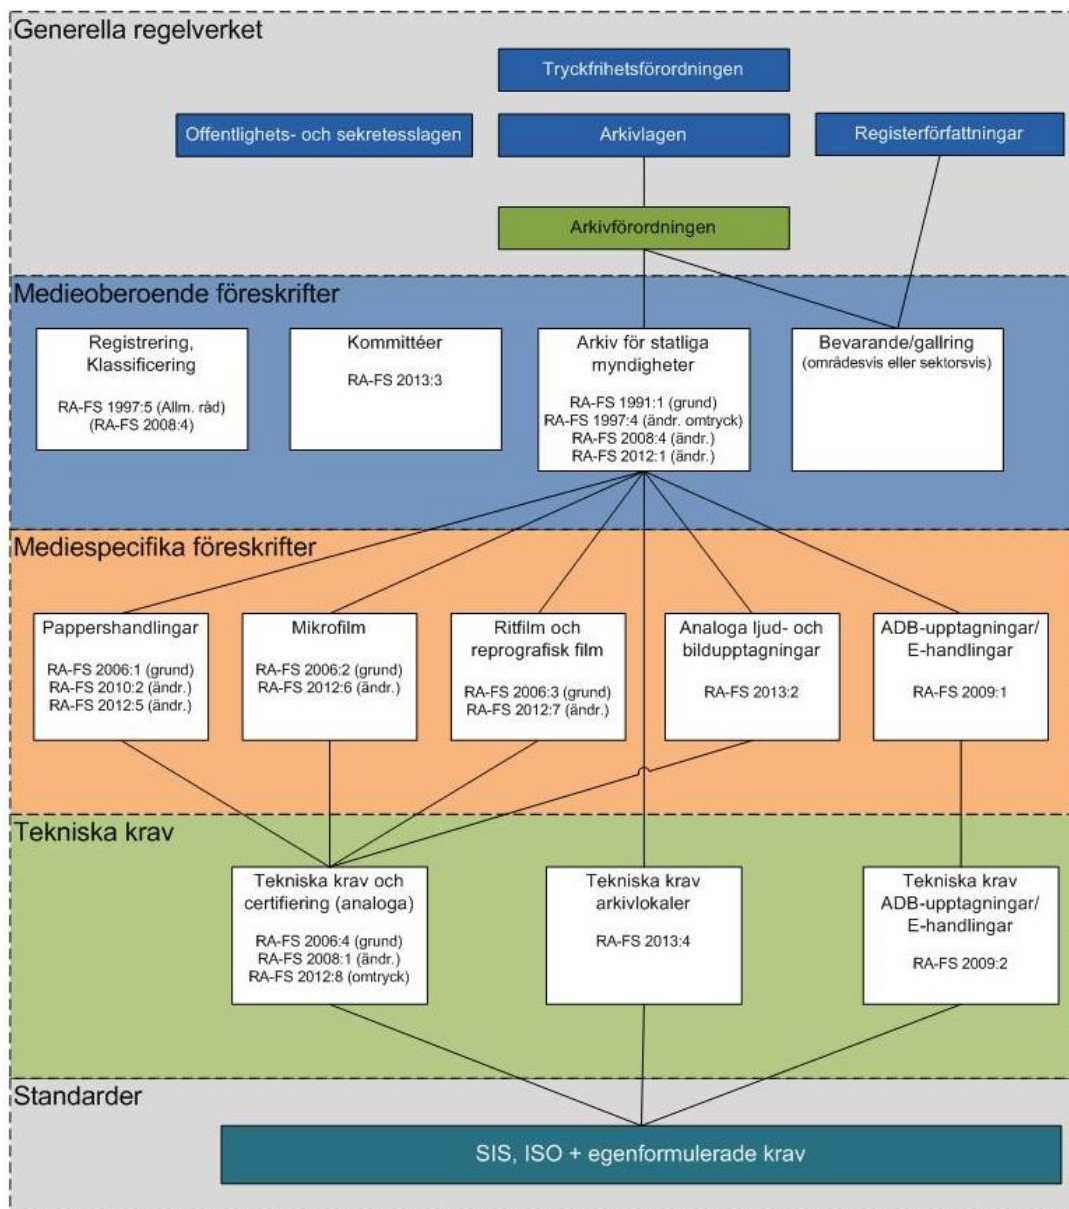 Generella regelverket
Tryckfrihetsförordningen
Offentlighets- och sekretesslagen
Arkivlagen
Registerförfattningar
Arkivförordningen
Medieoberoende föreskrifter
Registrering,
Klassificering
RA-FS 1997:5 (Allm. råd)
(RA-FS 2008:4)
Kommittéer
RA-FS 2013:3
Arkiv för statliga
myndigheter
RA-FS 1991:1 (grund)
RA-FS 1997:4 (ändr. omtryck)
RA-FS 2008:4 (ändr.)
RA-FS 2012:1 (ändr.)
Bevarande/gallring
(områdesvis eller sektorsvis)
Mediespecifika föreskrifter
Pappershandlingar
RA-FS 2006:1 (grund)
RA-FS 2010:2 (ändr.)
RA-FS 2012:5 (ändr.)
Mikrofilm
RA-FS 2006:2 (grund)
RA-FS 2012:6 (ändr.)
Ritfilm och
reprografisk film
RA-FS 2006:3 (grund)
RA-FS 2012:7 (ändr.)
Analoga ljud- och
bildupptagningar
RA-FS 2013:2
ADB-upptagningar/
E-handlingar
RA-FS 2009:1
Tekniska krav
Tekniska krav och
certifiering (analoga)
RA-FS 2006:4 (grund)
RA-FS 2008:1 (ändr.)
RA-FS 2012:8 (omtryck)
Tekniska krav
arkivlokaler
RA-FS 2013:4
Tekniska krav
ADB-upptagningar/
E-handlingar
RA-FS 2009:2
Standarder
SIS, ISO + egenformulerade krav